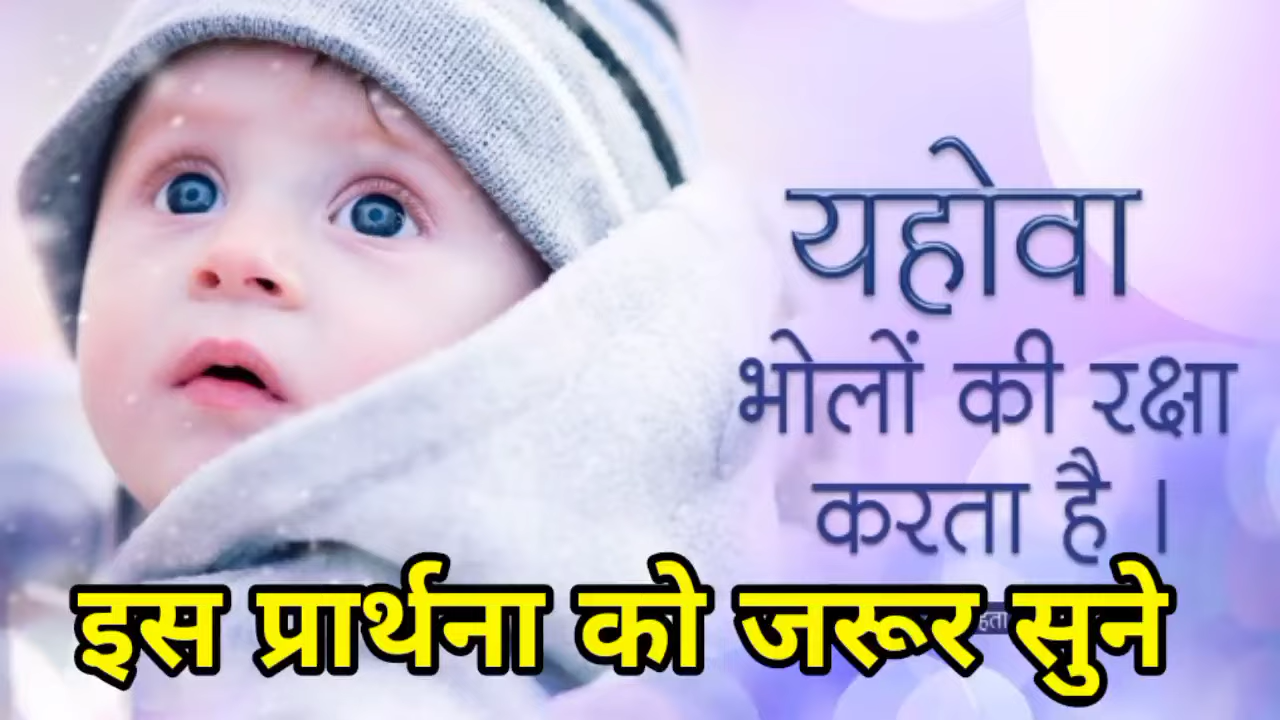 यहोवा
भोलों की रक्षा
करता है ।
इस प्रार्थना को जरूर सुने